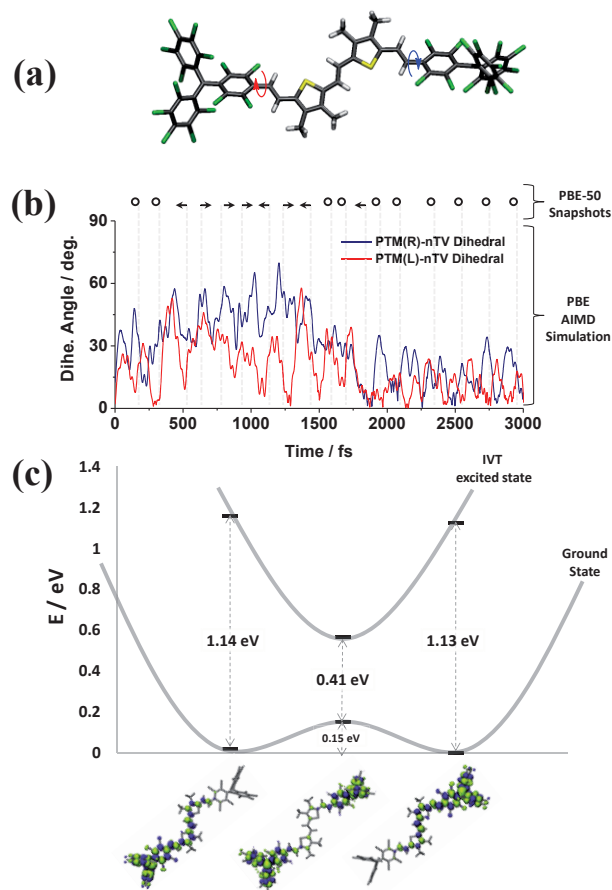 (a)
(b)
PBE-50
Snapshots
90
60
30
0
Dihe. Angle / deg.
PTM(R)-nTV Dihedral
PTM(L)-nTV Dihedral
PBE
AIMD
Simulation
0 500 1000 1500 2000 2500 3000
Time / fs
(c)
1.4
1.2
1
0.8
0.6
0.4
0.2
0
E / eV
IVT
excited state
Ground
State
1.14 eV
0.41 eV
1.13 eV
0.15 eV